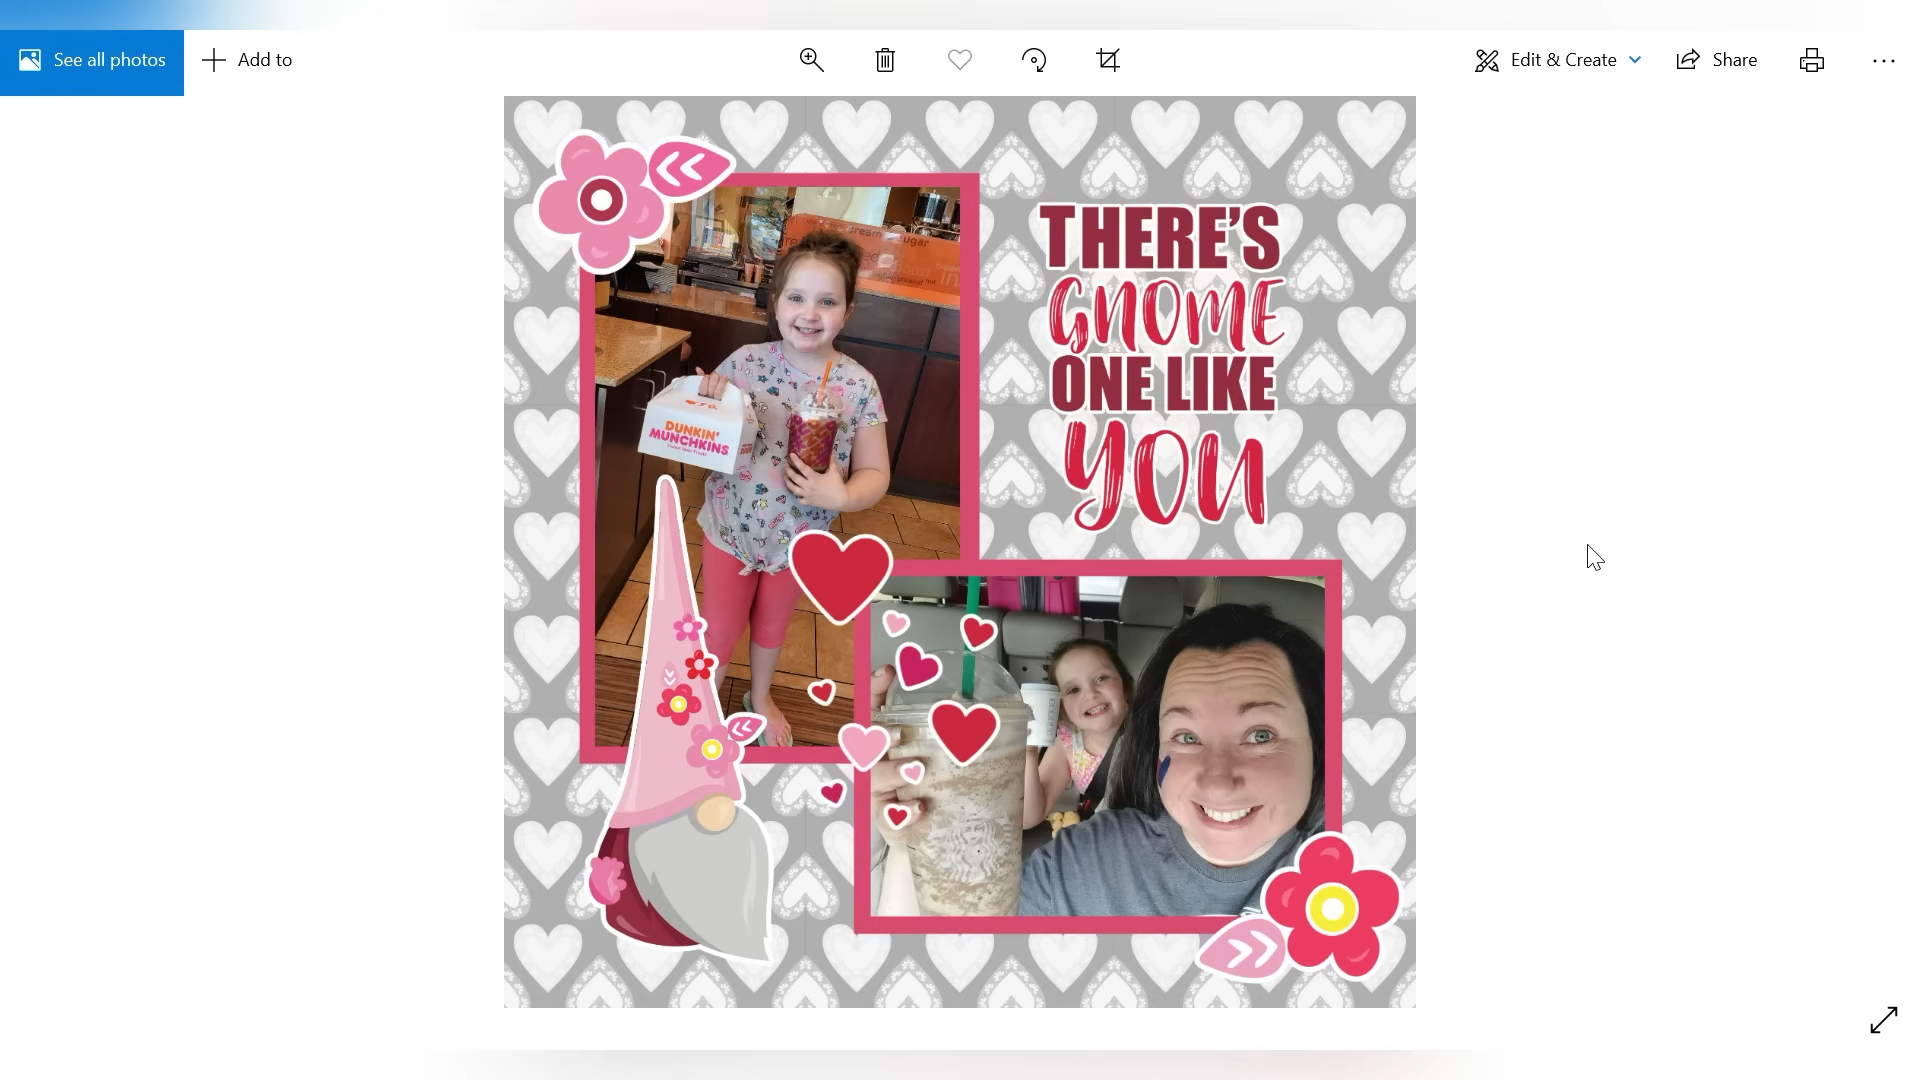 See all photos
Add to
Edit & Create
Share
THERE'S
GNOME
ONE LIKE
YOU
DUNKIN'
MUNCHKINS